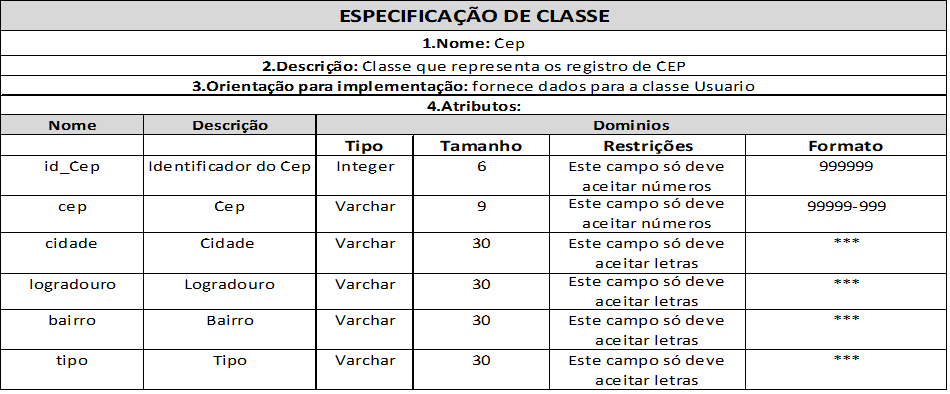 ESPECIFICAÇÃO DE CLASSE
1.Nome: Cep
2.Descrição: Classe que representa os registro de CEP
3.Orientação para implementação: fornece dados para a classe Usuario
4.Atributos:
Nome Descrição Dominios
Tipo Tamanho Restrições Formato
id_Cep Identificador do Cep Integer 6 Este campo só deve 999999
aceitar números
cep Cep Varchar 9 Este campo só deve 99999-999
aceitar números
cidade Cidade Varchar 30 Este campo só deve ***
aceitar letras
logradouro Logradouro Varchar 30 Este campo só deve ***
aceitar letras
bairro Bairro Varchar 30 Este campo só deve ***
aceitar letras
tipo Tipo Varchar 30 Este campo só deve ***
aceitar letras